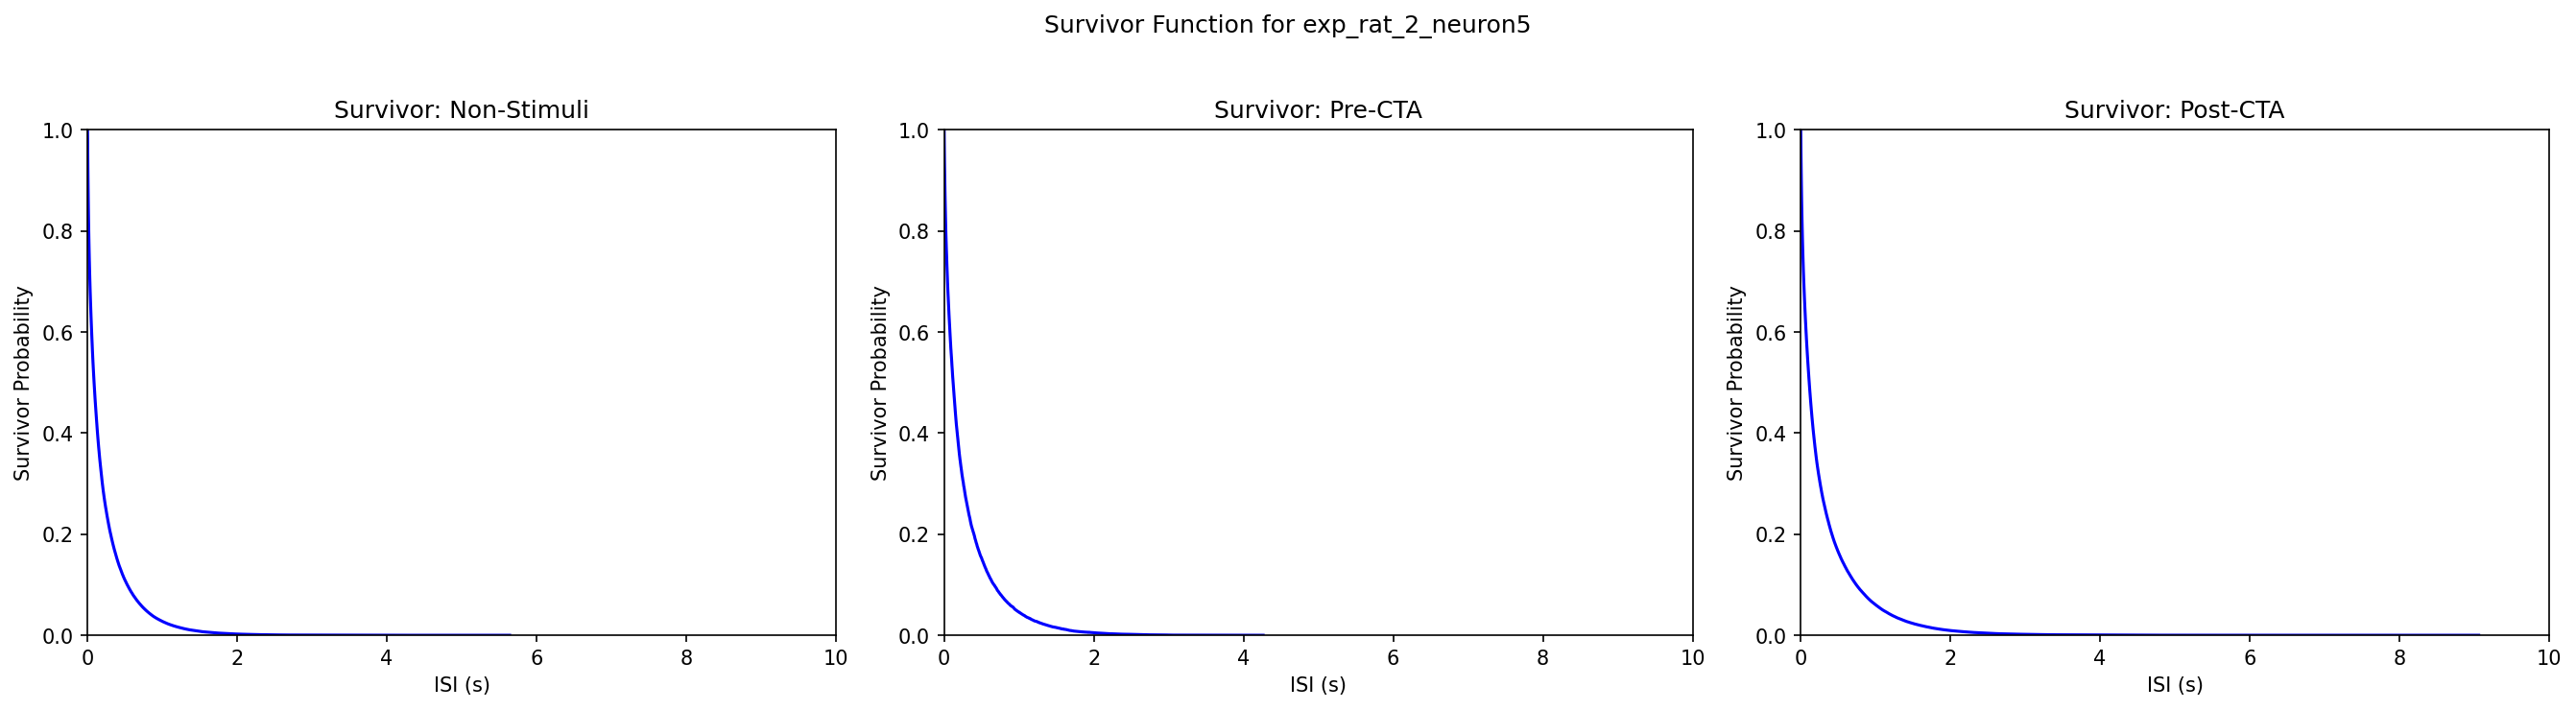 Survivor Function for exp_rat_2_neuron5
Survivor: Non-Stimuli
Survivor Probability
1.0
0.8
0.6
0.4
0.2
0.0
0 2 4 6 8 10
ISI (s)
Survivor: Pre-CTA
Survivor Probability
1.0
0.8
0.6
0.4
0.2
0.0
0 2 4 6 8 10
ISI (s)
Survivor: Post-CTA
Survivor Probability
1.0
0.8
0.6
0.4
0.2
0.0
0 2 4 6 8 10
ISI (s)